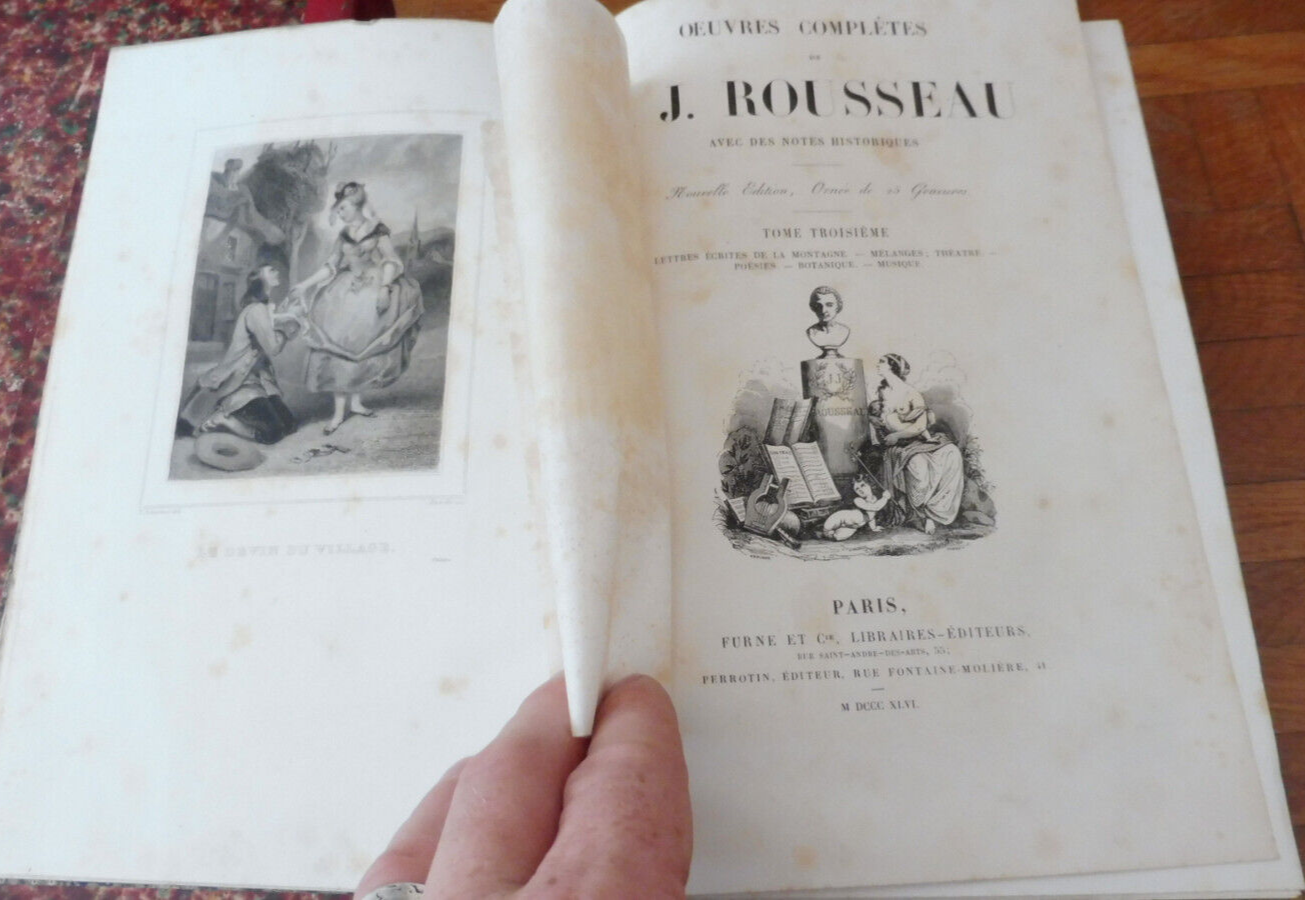 LE DEVIN DU VILLAGE.
OEUVRES COMPLÈTES
DE
J. ROUSSEAU
AVEC DES NOTES HISTORIQUES
Nouvelle Édition, Ornée de 25 Gravures.
TOME TROISIÈME
LETTRES ÉCRITES DE LA MONTAGNE. — MÉLANGES; THÉATRE. —
POÉSIES. — BOTANIQUE. — MUSIQUE.
J. J.
ROUSSEAU
PARIS,
FURNE ET Cie, LIBRAIRES-ÉDITEURS,
RUE SAINT-ANDRÉ-DES-ARTS, 55;
PERROTIN, ÉDITEUR, RUE FONTAINE-MOLIÈRE, 41
M DCCC XLVI.